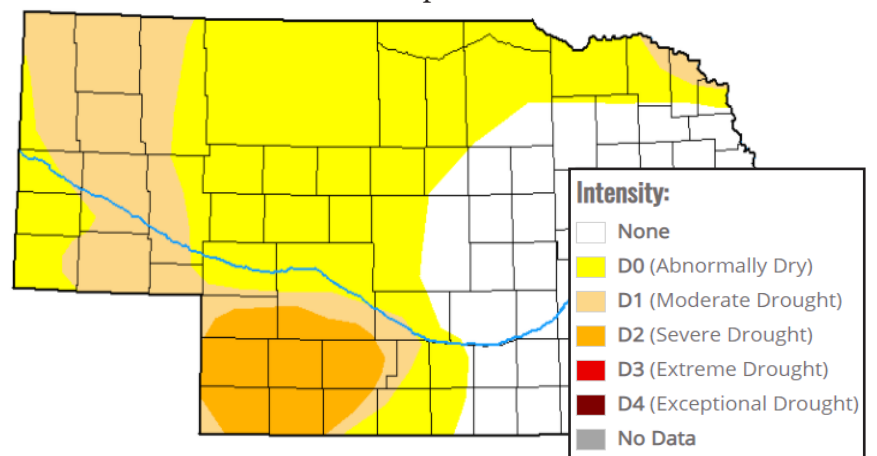 Intensity:
None
D0 (Abnormally Dry)
D1 (Moderate Drought)
D2 (Severe Drought)
D3 (Extreme Drought)
D4 (Exceptional Drought)
No Data